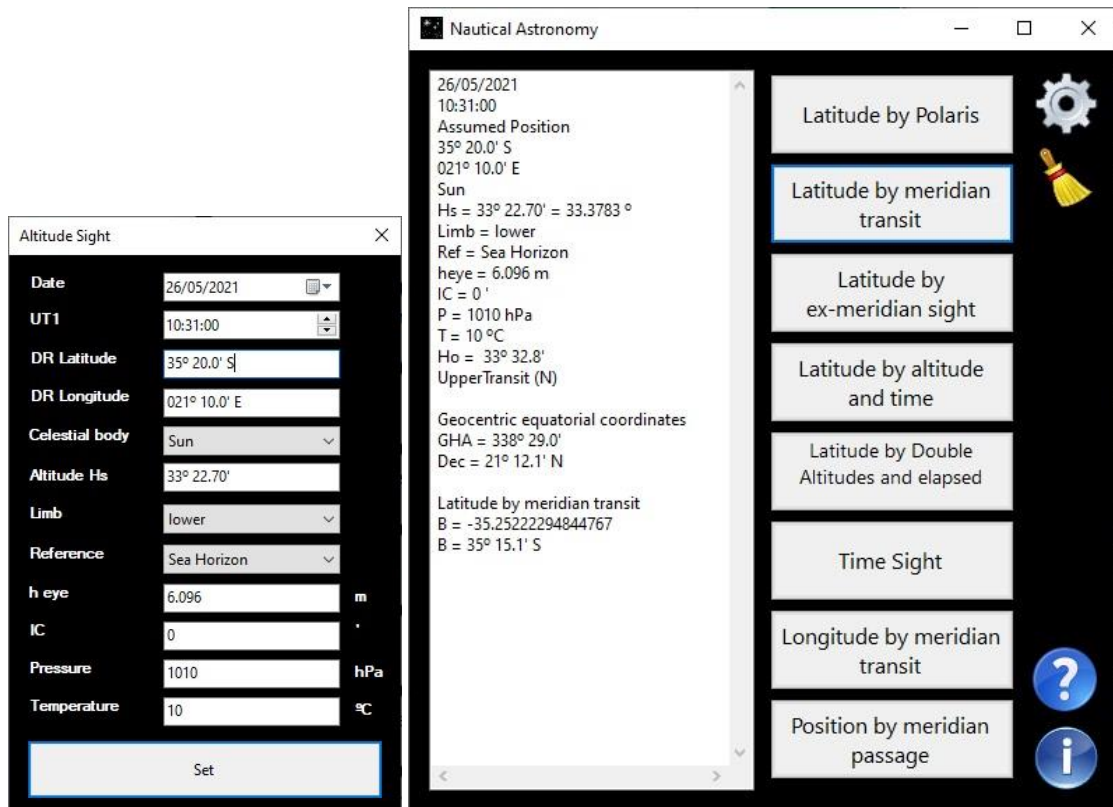 Altitude Sight
Date
26/05/2021
UT1
10:31:00
DR Latitude
35º 20.0' S
DR Longitude
021º 10.0' E
Celestial body
Sun
Altitude Hs
33º 22.70'
Limb
lower
Reference
Sea Horizon
h eye
6.096
m
IC
0
'
Pressure
1010
hPa
Temperature
10
ºC
Set
Nautical Astronomy
26/05/2021
10:31:00
Assumed Position
35º 20.0' S
021º 10.0' E
Sun
Hs = 33º 22.70' = 33.3783 º
Limb = lower
Ref = Sea Horizon
heye = 6.096 m
IC = 0 '
P = 1010 hPa
T = 10 ºC
Ho =  33º 32.8'
UpperTransit (N)
Geocentric equatorial coordinates
GHA = 338º 29.0'
Dec = 21º 12.1' N
Latitude by meridian transit
B = -35.25222294844767
B = 35º 15.1' S
Latitude by Polaris
Latitude by meridian
transit
Latitude by
ex-meridian sight
Latitude by altitude
and time
Latitude by Double
Altitudes and elapsed
Time Sight
Longitude by meridian
transit
Position by meridian
passage